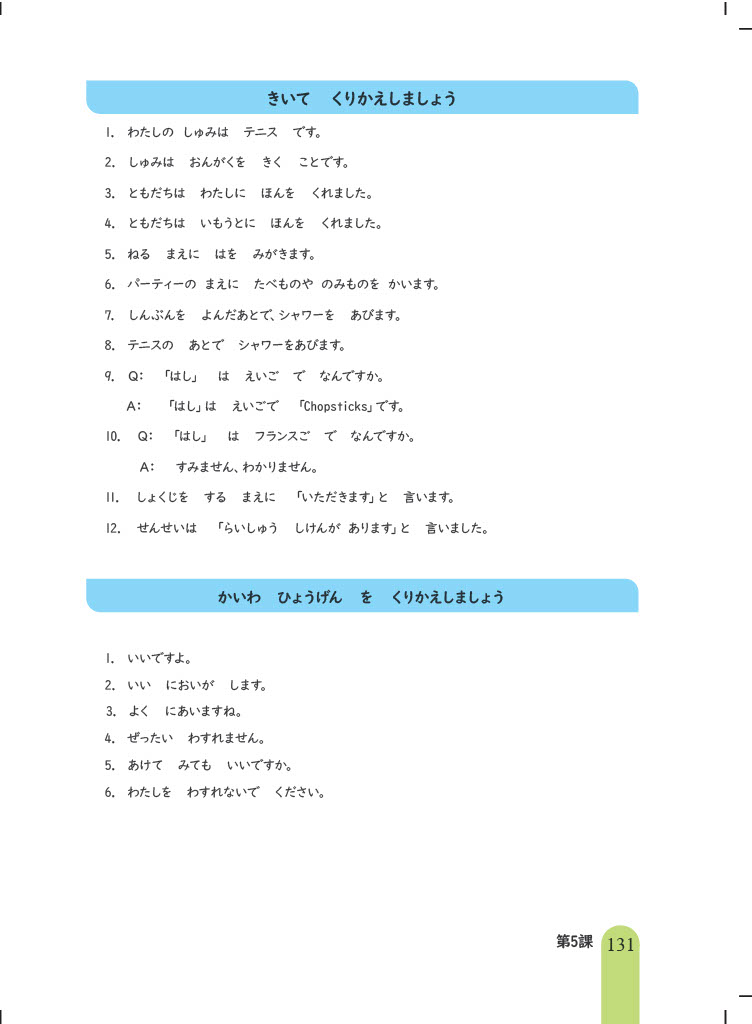 きいて くりかえしましょう
1. わたしの しゅみは テニス です。
2. しゅみは おんがくを きく ことです。
3. ともだちは わたしに ほんを くれました。
4. ともだちは いもうとに ほんを くれました。
5. ねる まえに はを みがきます。
6. パーティーの まえに たべものや のみものを かいます。
7. しんぶんを よんだあとで、シャワーを あびます。
8. テニスの あとで シャワーをあびます。
9. Q: 「はし」 は えいご で なんですか。
A: 「はし」は えいごで 「Chopsticks」です。
10. Q: 「はし」 は フランスご で なんですか。
A: すみません、わかりません。
11. しょくじを する まえに 「いただきます」と 言います。
12. せんせいは 「らいしゅう しけんが あります」と 言いました。
かいわ ひょうげん を くりかえしましょう
1. いいですよ。
2. いい においが します。
3. よく にあいますね。
4. ぜったい わすれません。
5. あけて みても いいですか。
6. わたしを わすれないで ください。
第5課 131